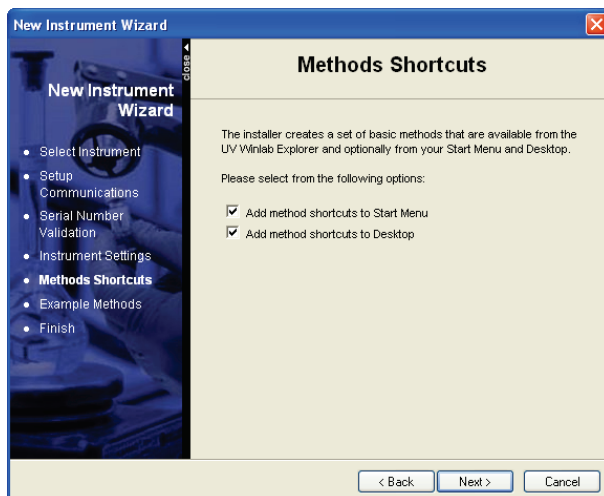 New Instrument Wizard
close
New Instrument
Wizard
Select Instrument
Setup
Communications
Serial Number
Validation
Instrument Settings
Methods Shortcuts
Example Methods
Finish
Methods Shortcuts
The installer creates a set of basic methods that are available from the
UV Winlab Explorer and optionally from your Start Menu and Desktop.
Please select from the following options:
Add method shortcuts to Start Menu
Add method shortcuts to Desktop
< Back
Next >
Cancel